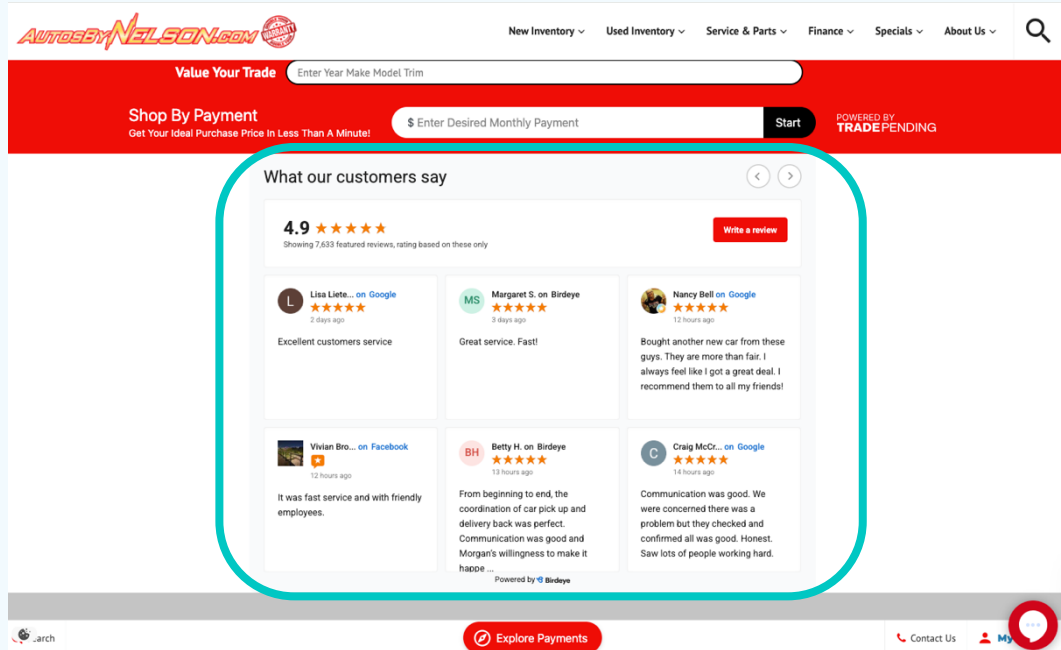 AUTOSBYNELSON.COM
WARRANTY
New Inventory
Used Inventory
Service & Parts
Finance
Specials
About Us
Value Your Trade
Enter Year Make Model Trim
Shop By Payment
Get Your Ideal Purchase Price In Less Than A Minute!
$ Enter Desired Monthly Payment
Start
POWERED BY
TRADEPENDING
What our customers say
4.9
Showing 7,633 featured reviews, rating based on these only
Write a review
L
Lisa Liete... on Google
2 days ago
Excellent customers service
MS
Margaret S. on Birdeye
3 days ago
Great service. Fast!
Nancy Bell on Google
12 hours ago
Bought another new car from these
guys. They are more than fair. I
always feel like I got a great deal. I
recommend them to all my friends!
Vivian Bro... on Facebook
12 hours ago
It was fast service and with friendly
employees.
BH
Betty H. on Birdeye
13 hours ago
From beginning to end, the
coordination of car pick up and
delivery back was perfect.
Communication was good and
Morgan's willingness to make it
happe ...
C
Craig McCr... on Google
14 hours ago
Communication was good. We
were concerned there was a
problem but they checked and
confirmed all was good. Honest.
Saw lots of people working hard.
Powered by Birdeye
Explore Payments
Contact Us
My